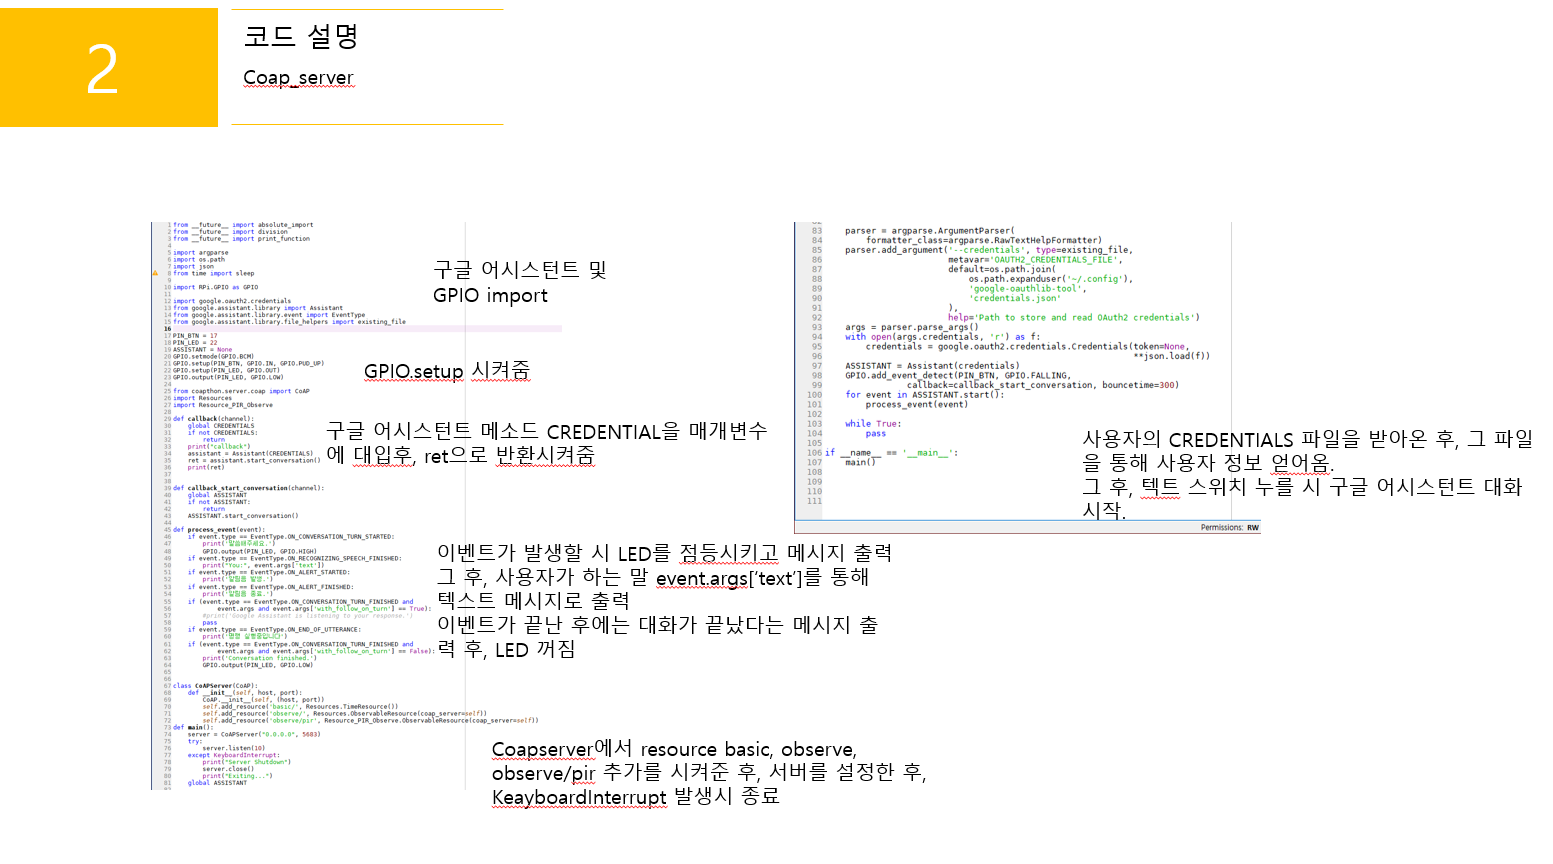 2
코드 설명
Coap_server
1 from __future__ import absolute_import
2 from __future__ import division
3 from __future__ import print_function
4
5 import argparse
6 import os.path
7 import json
8 from time import sleep
9
10 import RPi.GPIO as GPIO
11
12 import google.oauth2.credentials
13 from google.assistant.library import Assistant
14 from google.assistant.library.event import EventType
15 from google.assistant.library.file_helpers import existing_file
16
17 PIN_BTN = 17
18 PIN_LED = 22
19 ASSISTANT = None
20 GPIO.setmode(GPIO.BCM)
21 GPIO.setup(PIN_BTN, GPIO.IN, GPIO.PUD_UP)
22 GPIO.setup(PIN_LED, GPIO.OUT)
23 GPIO.output(PIN_LED, GPIO.LOW)
24
25 from coapthon.server.coap import CoAP
26 import Resources
27 import Resource_PIR_Observe
28
29 def callback(channel):
30 global CREDENTIALS
31 if not CREDENTIALS:
32 return
33 print("callback")
34 assistant = Assistant(CREDENTIALS)
35 ret = assistant.start_conversation()
36 print(ret)
37
38
39 def callback_start_conversation(channel):
40 global ASSISTANT
41 if not ASSISTANT:
42 return
43 ASSISTANT.start_conversation()
44
45 def process_event(event):
46 if event.type == EventType.ON_CONVERSATION_TURN_STARTED:
47 print('말씀해주세요.')
48 GPIO.output(PIN_LED, GPIO.HIGH)
49 if event.type == EventType.ON_RECOGNIZING_SPEECH_FINISHED:
50 print("You:", event.args['text'])
51 if event.type == EventType.ON_ALERT_STARTED:
52 print('알림음 발생.')
53 if event.type == EventType.ON_ALERT_FINISHED:
54 print('알림음 종료.')
55 if (event.type == EventType.ON_CONVERSATION_TURN_FINISHED and
56 event.args and event.args['with_follow_on_turn'] == True):
57 #print('Google Assistant is listening to your response.')
58 pass
59 if event.type == EventType.ON_END_OF_UTTERANCE:
60 print('명령 실행중입니다')
61 if (event.type == EventType.ON_CONVERSATION_TURN_FINISHED and
62 event.args and event.args['with_follow_on_turn'] == False):
63 print('Conversation finished.')
64 GPIO.output(PIN_LED, GPIO.LOW)
65
66
67 class CoAPServer(CoAP):
68 def __init__(self, host, port):
69 CoAP.__init__(self, (host, port))
70 self.add_resource('basic/', Resources.TimeResource())
71 self.add_resource('observe/', Resources.ObservableResource(coap_server=self))
72 self.add_resource('observe/pir', Resource_PIR_Observe.ObservableResource(coap_server=self))
73 def main():
74 server = CoAPServer("0.0.0.0", 5683)
75 try:
76 server.listen(10)
77 except KeyboardInterrupt:
78 print("Server Shutdown")
79 server.close()
80 print("Exiting...")
81 global ASSISTANT
구글 어시스턴트 및
GPIO import
GPIO.setup 시켜줌
구글 어시스턴트 메소드 CREDENTIAL을 매개변수
에 대입후, ret으로 반환시켜줌
이벤트가 발생할 시 LED를 점등시키고 메시지 출력
그 후, 사용자가 하는 말 event.args['text']를 통해
텍스트 메시지로 출력
이벤트가 끝난 후에는 대화가 끝났다는 메시지 출
력 후, LED 꺼짐
Coapserver에서 resource basic, observe,
observe/pir 추가를 시켜준 후, 서버를 설정한 후,
KeayboardInterrupt 발생시 종료
83 parser = argparse.ArgumentParser(
84 formatter_class=argparse.RawTextHelpFormatter)
85 parser.add_argument('--credentials', type=existing_file,
86 metavar='OAUTH2_CREDENTIALS_FILE',
87 default=os.path.join(
88 os.path.expanduser('~/.config'),
89 'google-oauthlib-tool',
90 'credentials.json'
91 ),
92 help='Path to store and read OAuth2 credentials')
93 args = parser.parse_args()
94 with open(args.credentials, 'r') as f:
95 credentials = google.oauth2.credentials.Credentials(token=None,
96 **json.load(f))
97 ASSISTANT = Assistant(credentials)
98 GPIO.add_event_detect(PIN_BTN, GPIO.FALLING,
99 callback=callback_start_conversation, bouncetime=300)
100 for event in ASSISTANT.start():
101 process_event(event)
102
103 while True:
104 pass
105
106 if __name__ == '__main__':
107 main()
108
109
110
111
Permissions: RW
사용자의 CREDENTIALS 파일을 받아온 후, 그 파일
을 통해 사용자 정보 얻어옴.
그 후, 텍트 스위치 누를 시 구글 어시스턴트 대화
시작.